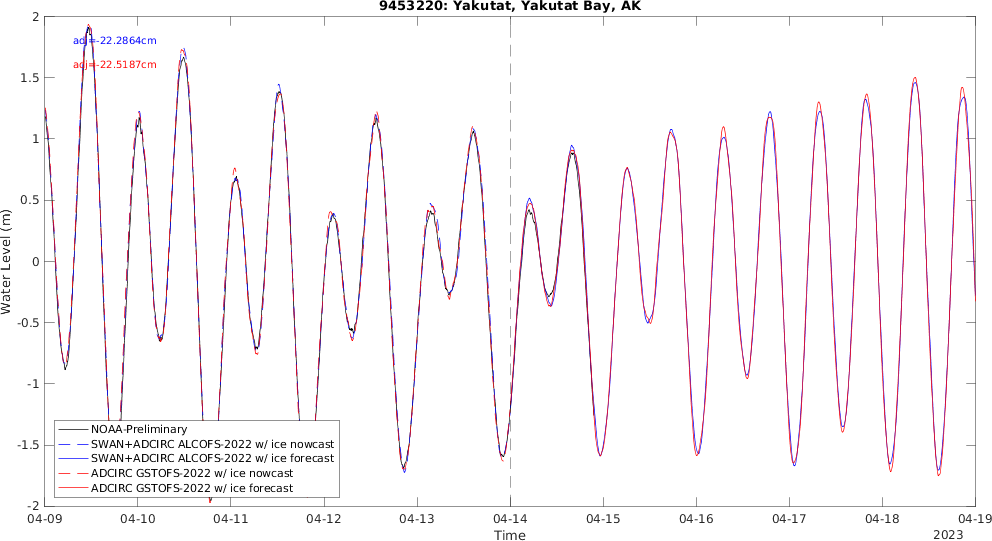 9453220: Yakutat, Yakutat Bay, AK
adj=-22.2864cm
adj=-22.5187cm
Water Level (m)
2
1.5
1
0.5
0
-0.5
-1
-1.5
-2
NOAA-Preliminary
SWAN+ADCIRC ALCOFS-2022 w/ ice nowcast
SWAN+ADCIRC ALCOFS-2022 w/ ice forecast
ADCIRC GSTOFS-2022 w/ ice nowcast
ADCIRC GSTOFS-2022 w/ ice forecast
04-09 04-10 04-11 04-12 04-13 04-14 04-15 04-16 04-17 04-18 04-19
Time
2023